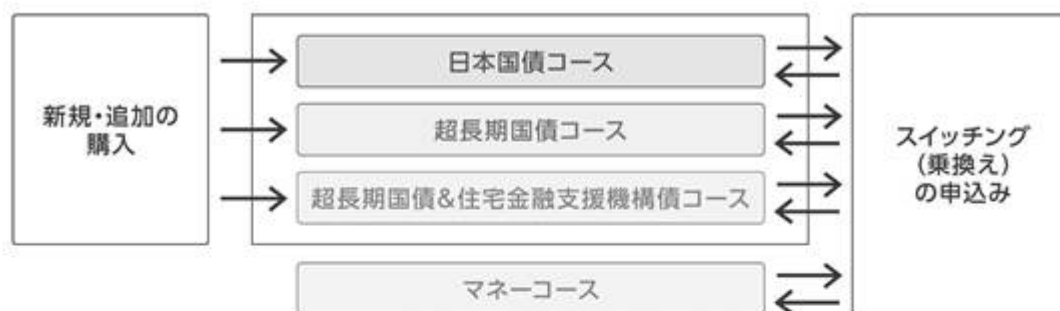 新規・追加の
購入
日本国債コース
超長期国債コース
超長期国債&住宅金融支援機構債コース
マネーコース
スイッチング
(乗換え)
の申込み